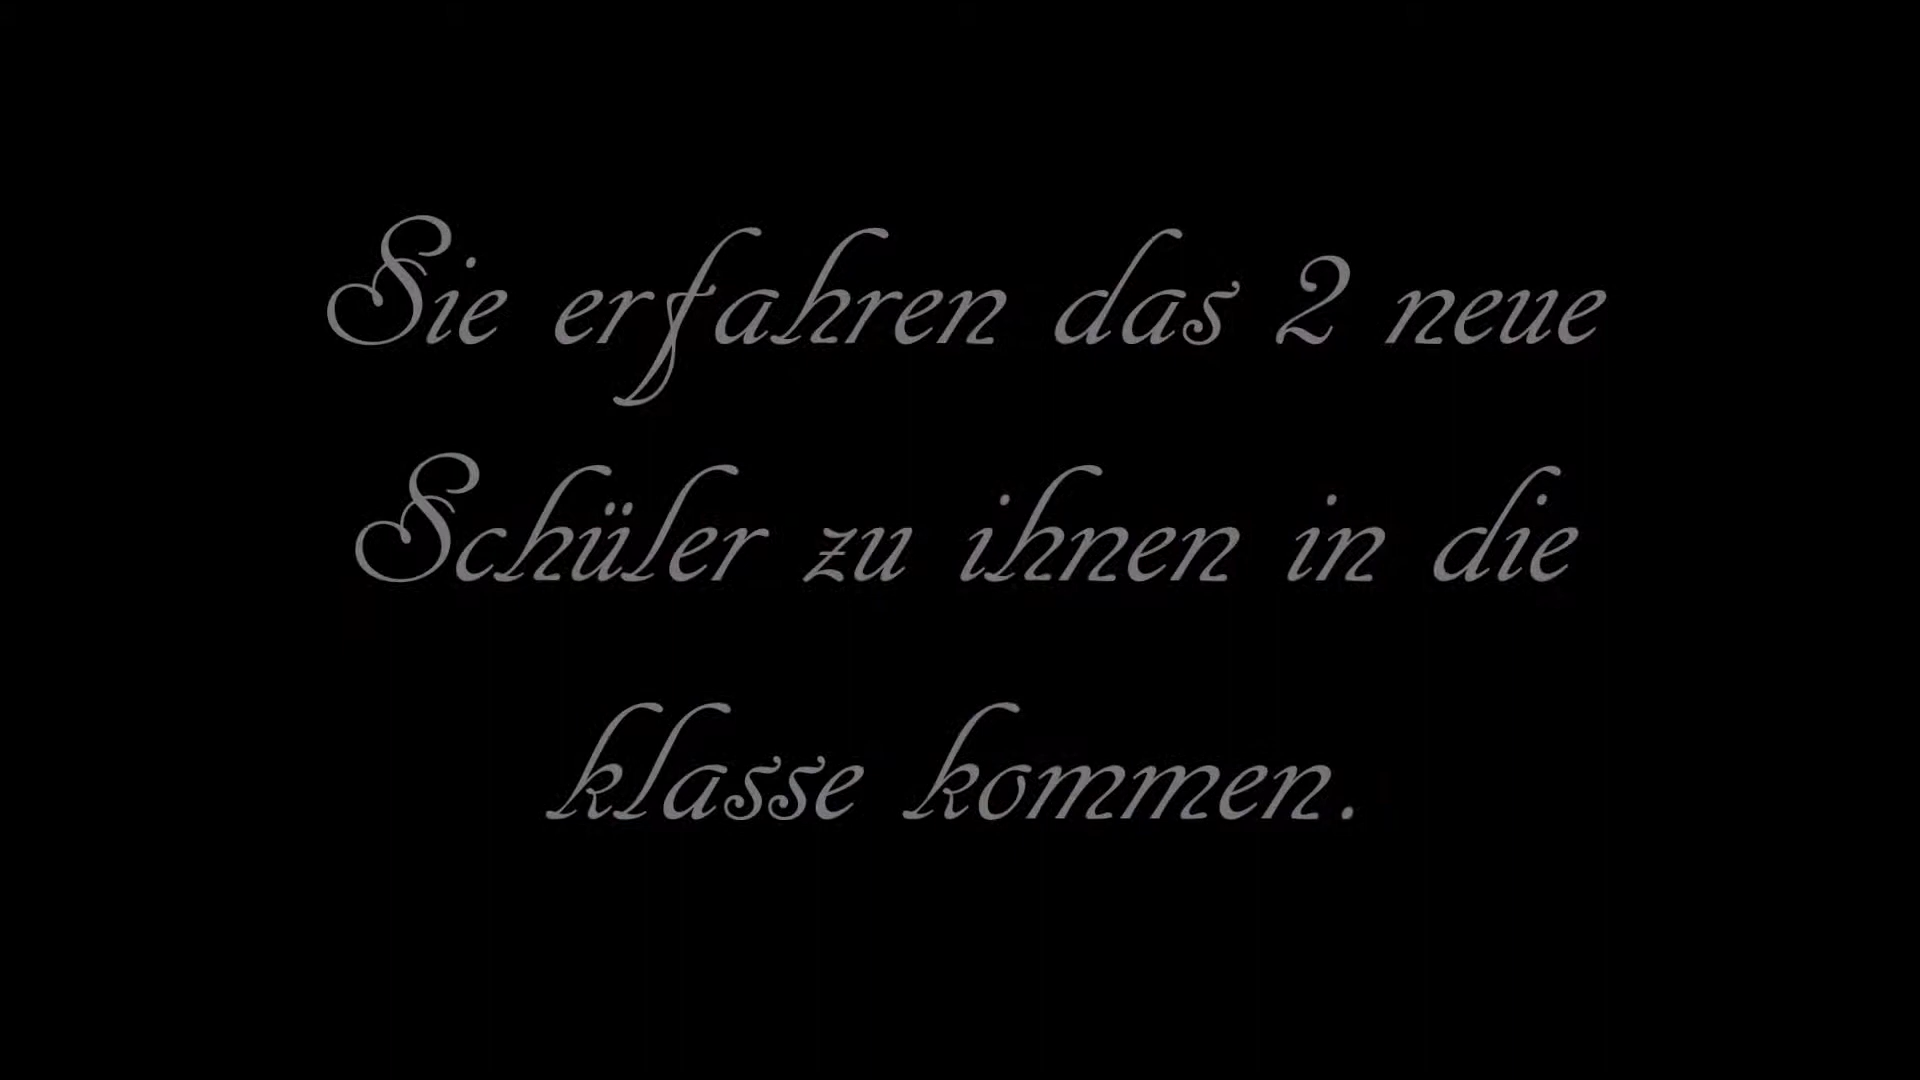 Sie erfahren das 2 neue
Schüler zu ihnen in die
klasse kommen.